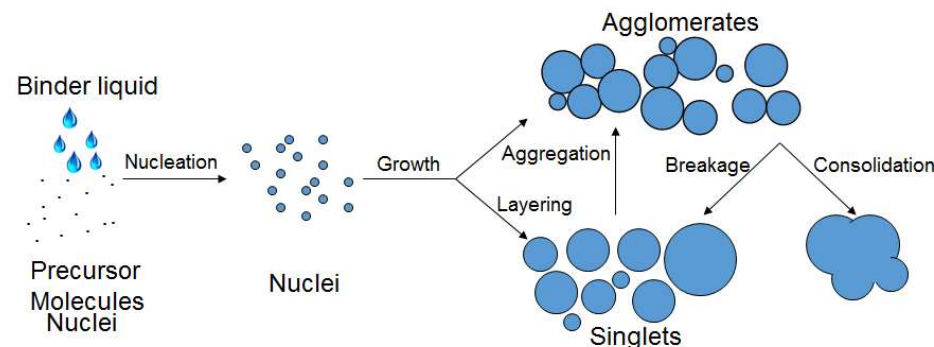 Agglomerates
Binder liquid
Nucleation
Growth
Aggregation
Breakage
Consolidation
Layering
Precursor
Molecules
Nuclei
Nuclei
Singlets